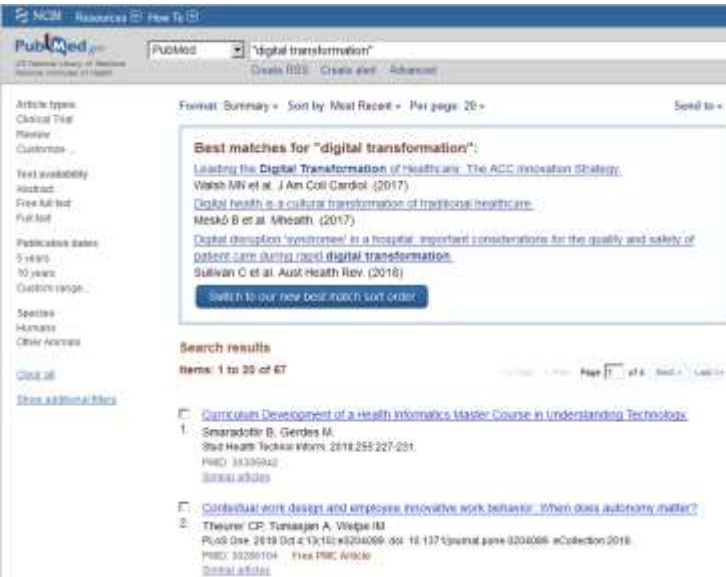 NCBI Resources How To
PubMed.gov
US National Library of Medicine
National Institutes of Health
PubMed
"digital transformation"
Create RSS Create alert Advanced
Article types
Clinical Trial
Review
Customize ...
Text availability
Abstract
Free full text
Full text
Publication dates
5 years
10 years
Custom range...
Species
Humans
Other Animals
Clear all
Show additional filters
Format: Summary Sort by: Most Recent Per page: 20
Send to
Best matches for "digital transformation":
Leading the Digital Transformation of Healthcare: The ACC Innovation Strategy.
Walsh MN et al. J Am Coll Cardiol. (2017)
Digital health is a cultural transformation of traditional healthcare.
Meskó B et al. Mhealth. (2017)
Digital disruption 'syndromes' in a hospital: important considerations for the quality and safety of
patient care during rapid digital transformation.
Sullivan C et al. Aust Health Rev. (2018)
Switch to our new best match sort order
Search results
Items: 1 to 20 of 67
Page 1 of 4 Next > Last >>
Curriculum Development of a Health Informatics Master Course in Understanding Technology.
1. Smaradottir B, Gerdes M.
Stud Health Technol Inform. 2018;255:227-231.
PMID: 30306942
Similar articles
Contextual work design and employee innovative work behavior: When does autonomy matter?
2. Theurer CP, Tumasjan A, Welpe IM.
PLoS One. 2018 Oct 4;13(10):e0204089. doi: 10.1371/journal.pone.0204089. eCollection 2018.
PMID: 30286104 Free PMC Article
Similar articles